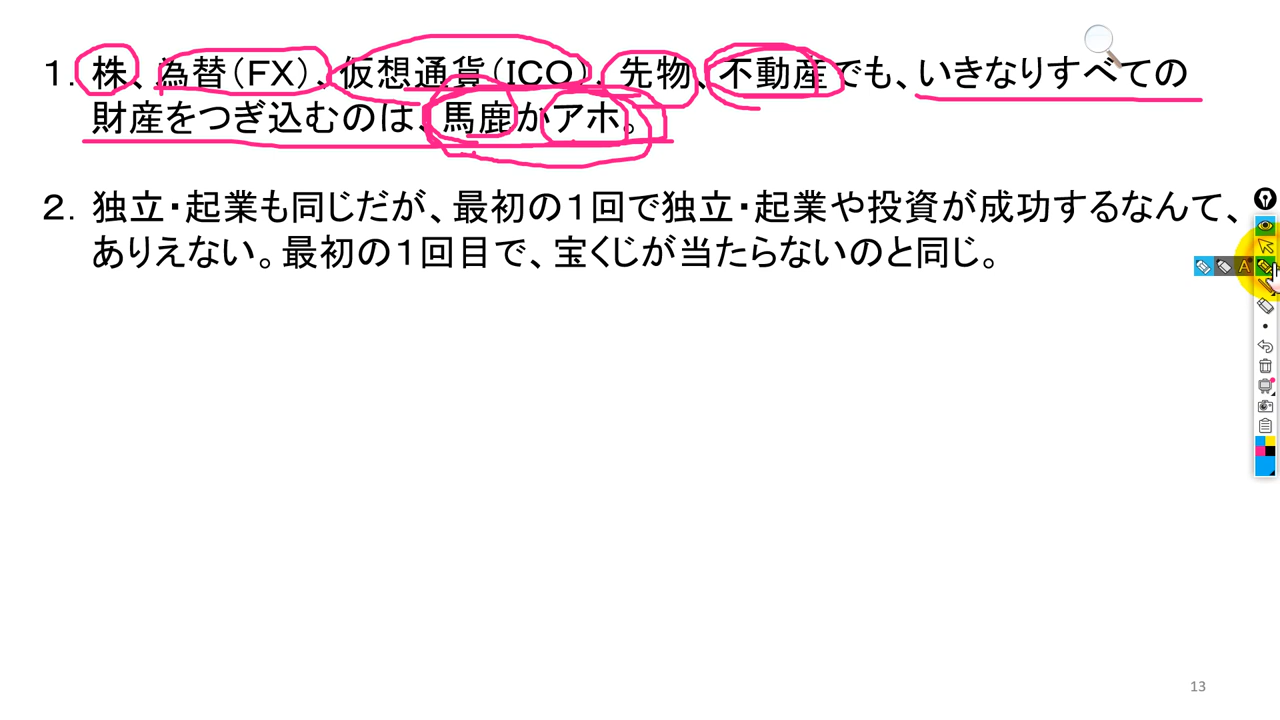 １．株、為替（ＦＸ）、仮想通貨（ＩＣＯ）、先物、不動産でも、いきなりすべての
財産をつぎ込むのは、馬鹿かアホ。
２．独立・起業も同じだが、最初の１回で独立・起業や投資が成功するなんて、
ありえない。最初の１回目で、宝くじが当たらないのと同じ。
A
13